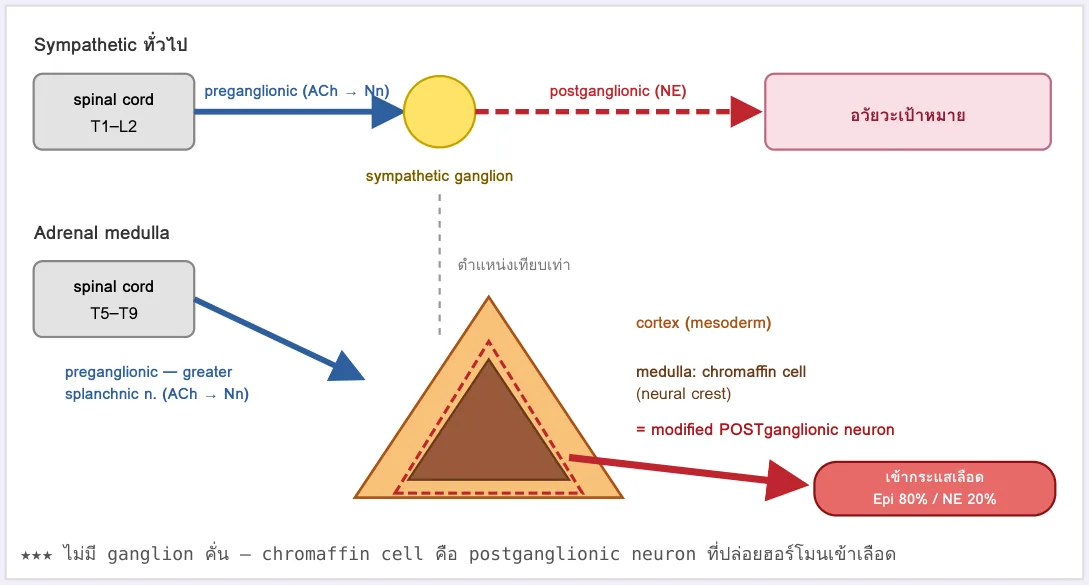 Sympathetic ทั่วไป
spinal cord
T1–L2
preganglionic (ACh → Nn)
postganglionic (NE)
อวัยวะเป้าหมาย
sympathetic ganglion
Adrenal medulla
spinal cord
T5–T9
ตำแหน่งเทียบเท่า
preganglionic — greater
splanchnic n. (ACh → Nn)
cortex (mesoderm)
medulla: chromaffin cell
(neural crest)
= modified POSTganglionic neuron
เข้ากระแสเลือด
Epi 80% / NE 20%
★★★ ไม่มี ganglion คั่น — chromaffin cell คือ postganglionic neuron ที่ปล่อยฮอร์โมนเข้าเลือด